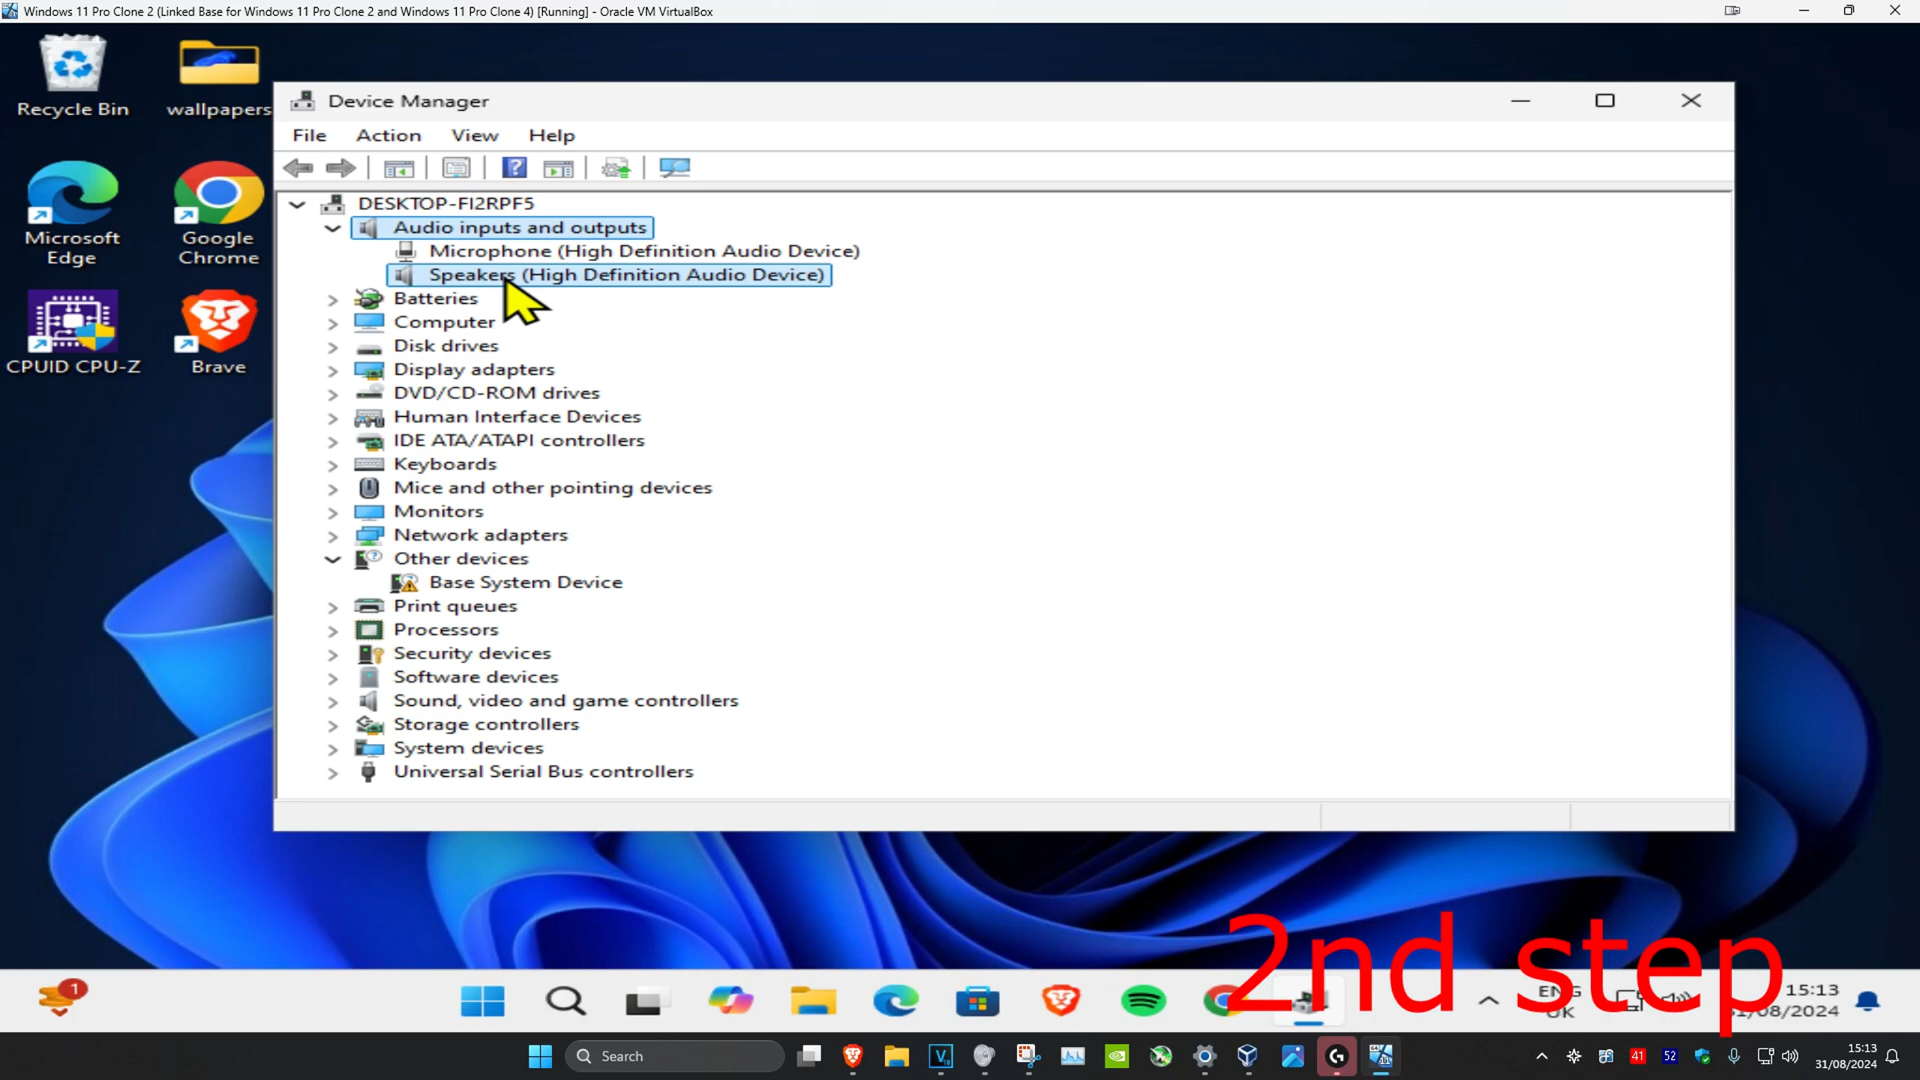 Windows 11 Pro Clone 2 (Linked Base for Windows 11 Pro Clone 2 and Windows 11 Pro Clone 4) [Running] - Oracle VM VirtualBox
Recycle Bin
wallpapers
Microsoft Edge
Google Chrome
CPUID CPU-Z
Brave
Device Manager
File Action View Help
DESKTOP-FI2RPF5
Audio inputs and outputs
Microphone (High Definition Audio Device)
Speakers (High Definition Audio Device)
Batteries
Computer
Disk drives
Display adapters
DVD/CD-ROM drives
Human Interface Devices
IDE ATA/ATAPI controllers
Keyboards
Mice and other pointing devices
Monitors
Network adapters
Other devices
Base System Device
Print queues
Processors
Security devices
Software devices
Sound, video and game controllers
Storage controllers
System devices
Universal Serial Bus controllers
2nd step
1
ENG
UK
15:13
31/08/2024
Search
41
52
15:13
31/08/2024